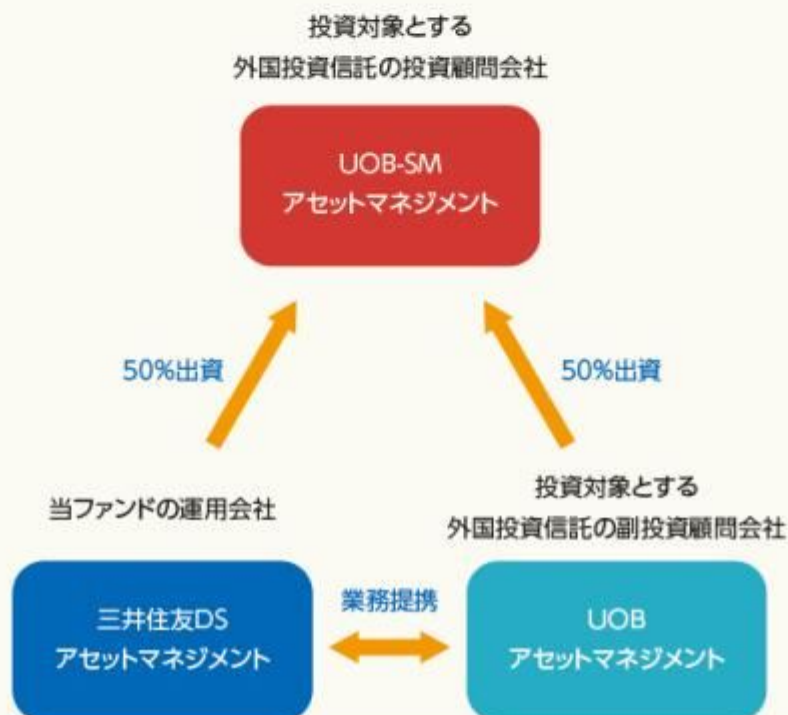 投資対象とする
外国投資信託の投資顧問会社
UOB-SM
アセットマネジメント
50%出資
50%出資
当ファンドの運用会社
投資対象とする
外国投資信託の副投資顧問会社
三井住友DS
アセットマネジメント
業務提携
UOB
アセットマネジメント